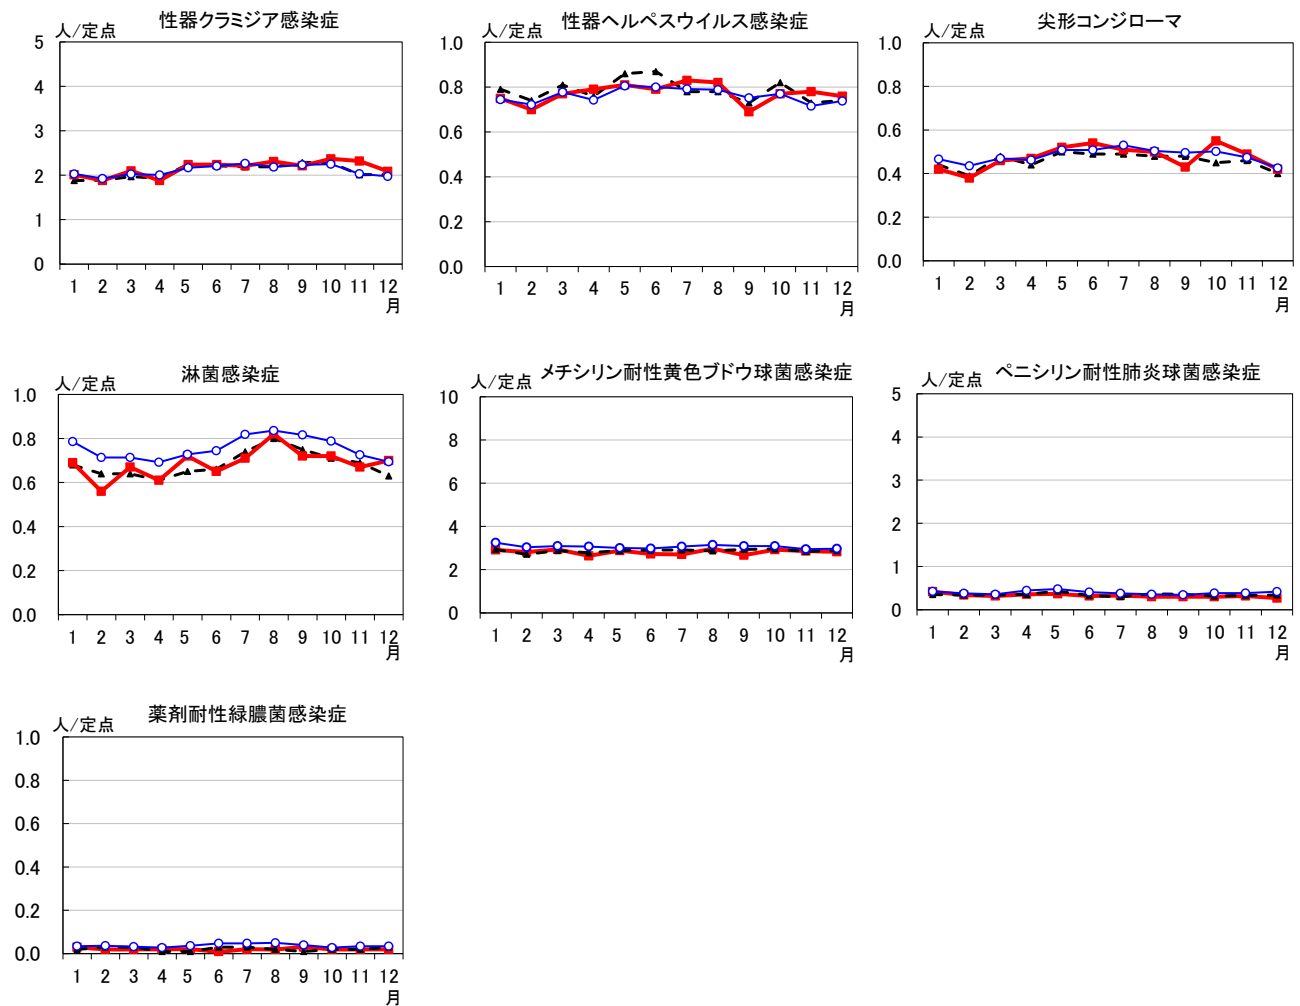 性器クラミジア感染症
人/定点
5
4
3
2
1
0
1 2 3 4 5 6 7 8 9 10 11 12
月
性器ヘルペスウイルス感染症
人/定点
1.0
0.8
0.6
0.4
0.2
0.0
1 2 3 4 5 6 7 8 9 10 11 12
月
尖形コンジローマ
人/定点
1.0
0.8
0.6
0.4
0.2
0.0
1 2 3 4 5 6 7 8 9 10 11 12
月
淋菌感染症
人/定点
1.0
0.8
0.6
0.4
0.2
0.0
1 2 3 4 5 6 7 8 9 10 11 12
月
メチシリン耐性黄色ブドウ球菌感染症
人/定点
10
8
6
4
2
0
1 2 3 4 5 6 7 8 9 10 11 12
月
ペニシリン耐性肺炎球菌感染症
人/定点
5
4
3
2
1
0
1 2 3 4 5 6 7 8 9 10 11 12
月
薬剤耐性緑膿菌感染症
人/定点
1.0
0.8
0.6
0.4
0.2
0.0
1 2 3 4 5 6 7 8 9 10 11 12
月